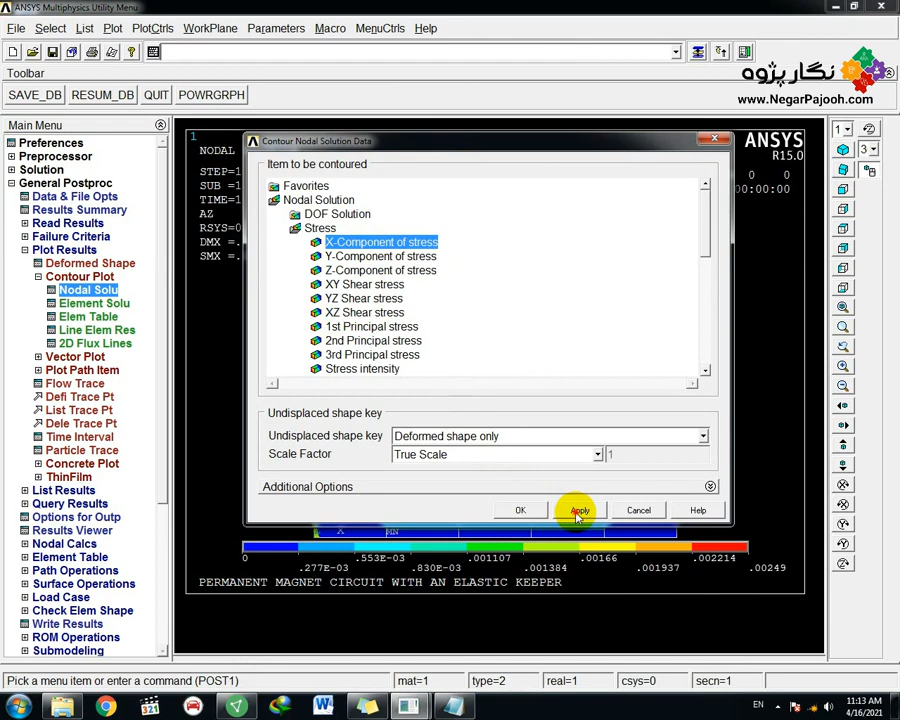 ANSYS Multiphysics Utility Menu
File Select List Plot PlotCtrls WorkPlane Parameters Macro MenuCtrls Help
Toolbar
SAVE_DB RESUM_DB QUIT POWRGRPH
نگار پژوه
www.NegarPajooh.com
Main Menu
Preferences
Preprocessor
Solution
General Postproc
Data & File Opts
Results Summary
Read Results
Failure Criteria
Plot Results
Deformed Shape
Contour Plot
Nodal Solu
Element Solu
Elem Table
Line Elem Res
2D Flux Lines
Vector Plot
Plot Path Item
Flow Trace
Defi Trace Pt
List Trace Pt
Dele Trace Pt
Time Interval
Particle Trace
Concrete Plot
ThinFilm
List Results
Query Results
Options for Outp
Results Viewer
Nodal Calcs
Element Table
Path Operations
Surface Operations
Load Case
Check Elem Shape
Write Results
ROM Operations
Submodeling
1
NODAL
STEP=1
SUB =1
TIME=1
AZ
RSYS=0
DMX =.
SMX =.
ANSYS
R15.0
0 0
00:00:00
Contour Nodal Solution Data
Item to be contoured
Favorites
Nodal Solution
DOF Solution
Stress
X-Component of stress
Y-Component of stress
Z-Component of stress
XY Shear stress
YZ Shear stress
XZ Shear stress
1st Principal stress
2nd Principal stress
3rd Principal stress
Stress intensity
Undisplaced shape key
Undisplaced shape key Deformed shape only
Scale Factor True Scale 1
Additional Options
OK Apply Cancel Help
X MN
0 .553E-03 .001107 .00166 .00249
.277E-03 .830E-03 .001384 .001937
PERMANENT MAGNET CIRCUIT WITH AN ELASTIC KEEPER
1
3
Pick a menu item or enter a command (POST1) mat=1 type=2 real=1 csys=0 secn=1
321
EN
11:13 AM
4/16/2021